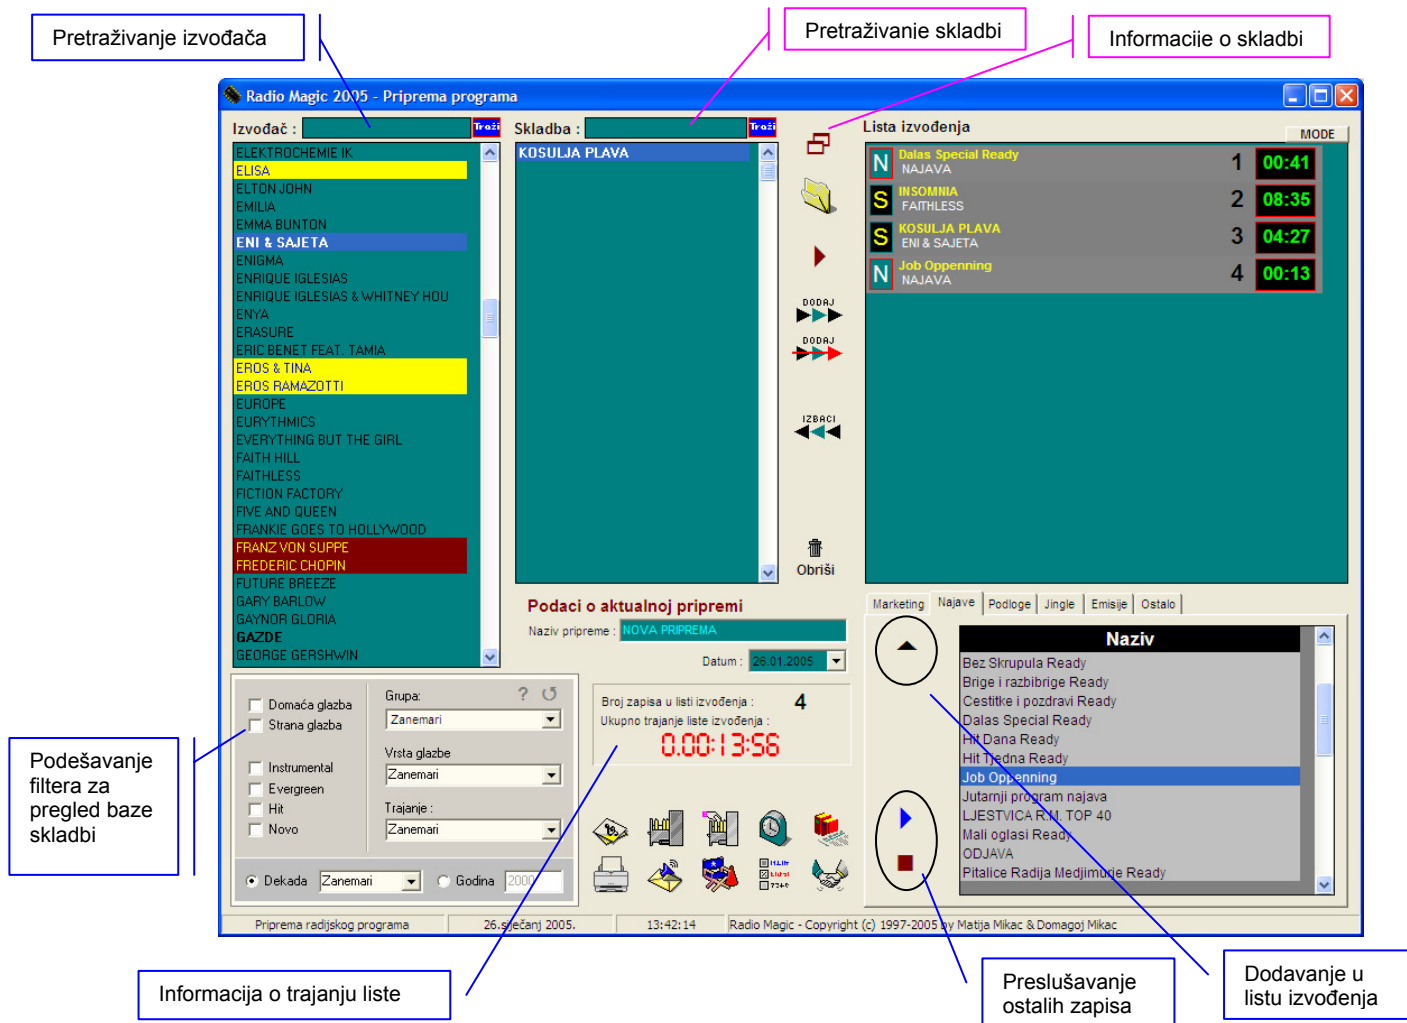 Pretraživanje izvođača
Pretraživanje skladbi
Informacije o skladbi
Radio Magic 2005 - Priprema programa
Izvođač :
Traži
Skladba :
Traži
Lista izvođenja
MODE
ELEKTROCHEMIE IK
ELISA
ELTON JOHN
EMILIA
EMMA BUNTON
ENI & SAJETA
ENIGMA
ENRIQUE IGLESIAS
ENRIQUE IGLESIAS & WHITNEY HOU
ENYA
ERASURE
ERIC BENET FEAT. TAMIA
EROS & TINA
EROS RAMAZOTTI
EUROPE
EURYTHMICS
EVERYTHING BUT THE GIRL
FAITH HILL
FAITHLESS
FICTION FACTORY
FIVE AND QUEEN
FRANKIE GOES TO HOLLYWOOD
FRANZ VON SUPPE
FREDERIC CHOPIN
FUTURE BREEZE
GARY BARLOW
GAYNOR GLORIA
GAZDE
GEORGE GERSHWIN
KOSULJA PLAVA
DODAJ
DODAJ
IZBACI
Obriši
N Dalas Special Ready 1 00:41
NAJAVA
S INSOMNIA 2 08:35
FAITHLESS
S KOSULJA PLAVA 3 04:27
ENI & SAJETA
N Job Oppenning 4 00:13
NAJAVA
Podaci o aktualnoj pripremi
Naziv pripreme : NOVA PRIPREMA
Datum : 26.01.2005
Broj zapisa u listi izvođenja : 4
Ukupno trajanje liste izvođenja :
0.00:13:56
Marketing Najave Podloge Jingle Emisije Ostalo
Naziv
Bez Skrupula Ready
Brige i razbibrige Ready
Cestitke i pozdravi Ready
Dalas Special Ready
Hit Dana Ready
Hit Tjedna Ready
Job Oppenning
Jutarnji program najava
LJESTVICA R.M. TOP 40
Mali oglasi Ready
ODJAVA
Pitalice Radija Medjimurje Ready
Domaća glazba
Strana glazba
Instrumental
Evergreen
Hit
Novo
Grupa:
?
Zanemari
Vrsta glazbe
Zanemari
Trajanje :
Zanemari
Dekada Zanemari Godina 2000
Priprema radijskog programa
26.siječanj 2005.
13:42:14
Radio Magic - Copyright (c) 1997-2005 by Matija Mikac & Domagoj Mikac
Podešavanje
filtera za
pregled baze
skladbi
Informacija o trajanju liste
Preslušavanje
ostalih zapisa
Dodavanje u
listu izvođenja